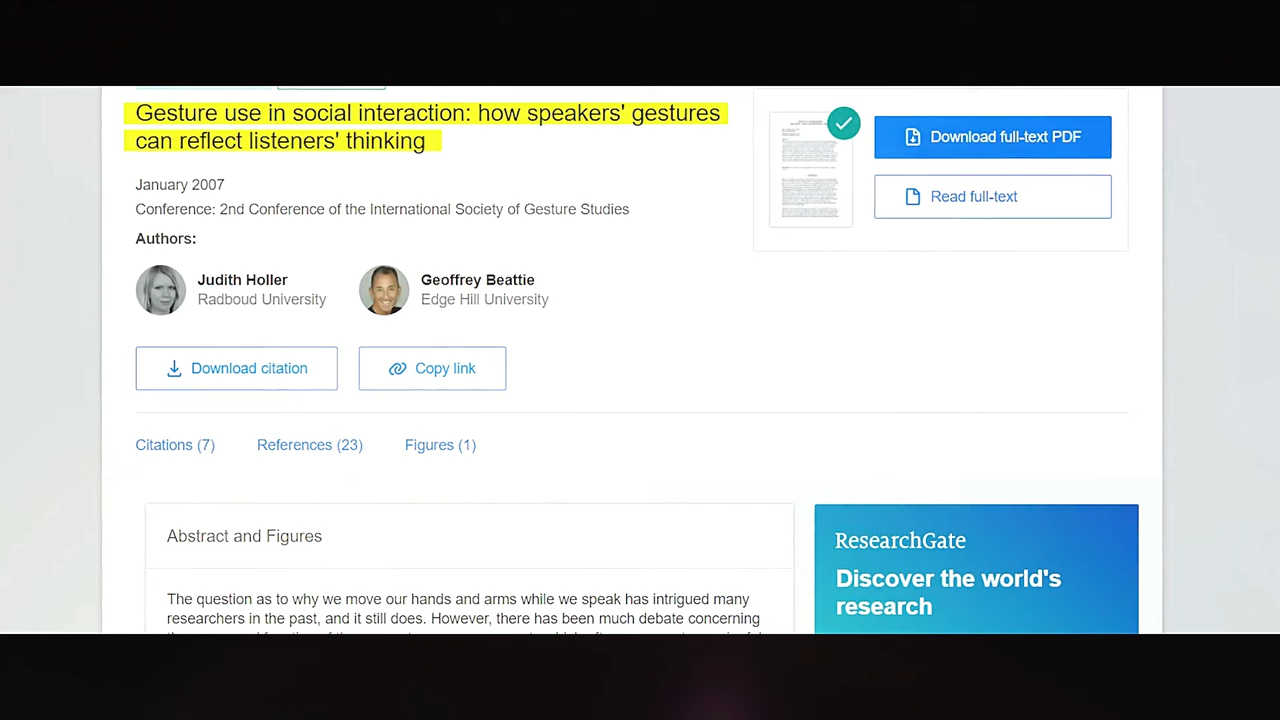 Gesture use in social interaction: how speakers' gestures
can reflect listeners' thinking
January 2007
Conference: 2nd Conference of the International Society of Gesture Studies
Authors:
Judith Holler
Radboud University
Geoffrey Beattie
Edge Hill University
Download full-text PDF
Read full-text
Download citation
Copy link
Citations (7)
References (23)
Figures (1)
Abstract and Figures
The question as to why we move our hands and arms while we speak has intrigued many
researchers in the past, and it still does. However, there has been much debate concerning
ResearchGate
Discover the world's
research